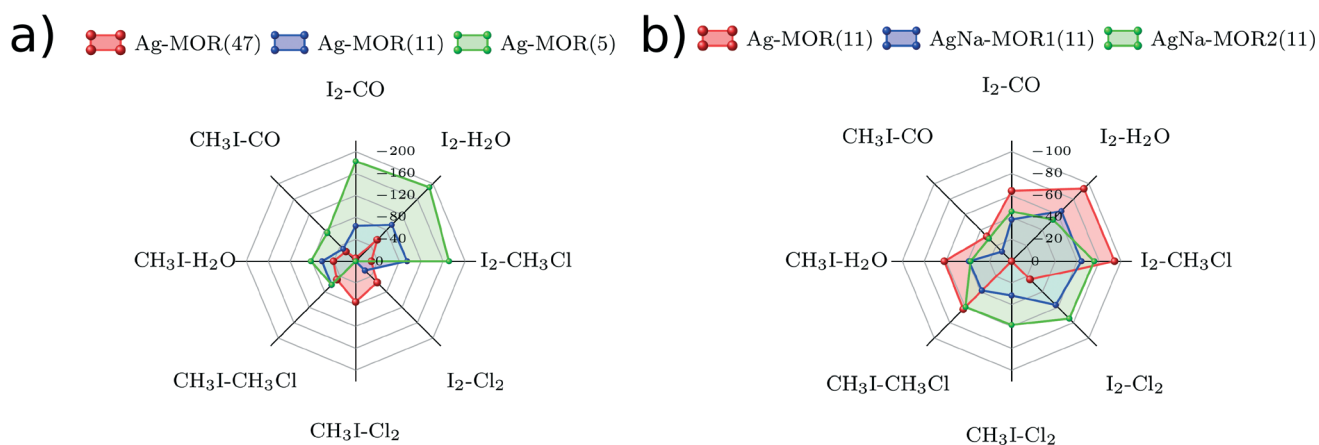 a) Ag-MOR(47) Ag-MOR(11) Ag-MOR(5)
I₂-CO
CH₃I-CO
I₂-H₂O
−200
−160
−120
−80
−40
0
CH₃I-H₂O
I₂-CH₃Cl
CH₃I-CH₃Cl
I₂-Cl₂
CH₃I-Cl₂
b) Ag-MOR(11) AgNa-MOR1(11) AgNa-MOR2(11)
I₂-CO
CH₃I-CO
I₂-H₂O
−100
−80
−60
−40
−20
0
CH₃I-H₂O
I₂-CH₃Cl
CH₃I-CH₃Cl
I₂-Cl₂
CH₃I-Cl₂